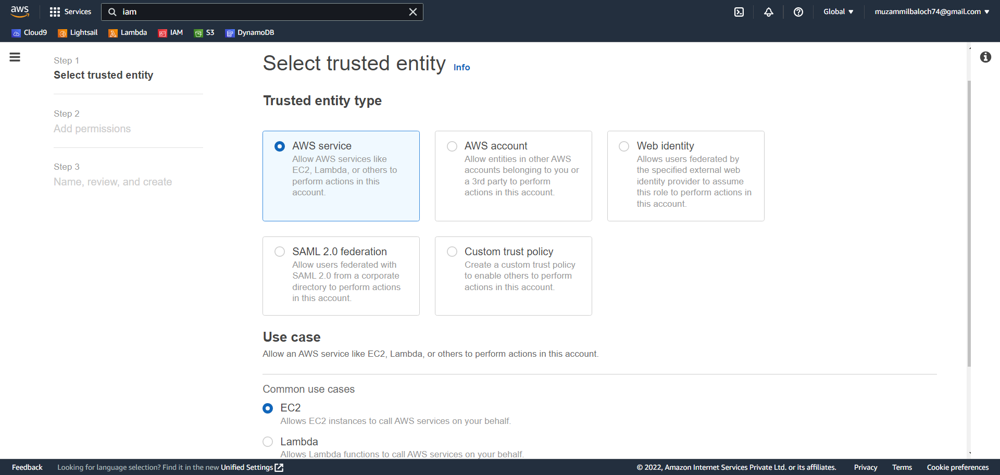 aws
Services
iam
Global
muzammilbaloch74@gmail.com
Cloud9
Lightsail
Lambda
IAM
S3
DynamoDB
Step 1
Select trusted entity
Step 2
Add permissions
Step 3
Name, review, and create
Select trusted entity Info
Trusted entity type
AWS service
Allow AWS services like
EC2, Lambda, or others to
perform actions in this
account.
AWS account
Allow entities in other AWS
accounts belonging to you or
a 3rd party to perform
actions in this account.
Web identity
Allows users federated by
the specified external web
identity provider to assume
this role to perform actions in
this account.
SAML 2.0 federation
Allow users federated with
SAML 2.0 from a corporate
directory to perform actions
in this account.
Custom trust policy
Create a custom trust policy
to enable others to perform
actions in this account.
Use case
Allow an AWS service like EC2, Lambda, or others to perform actions in this account.
Common use cases
EC2
Allows EC2 instances to call AWS services on your behalf.
Lambda
Allows Lambda functions to call AWS services on your behalf.
Feedback
Looking for language selection? Find it in the new Unified Settings
© 2022, Amazon Internet Services Private Ltd. or its affiliates.
Privacy
Terms
Cookie preferences